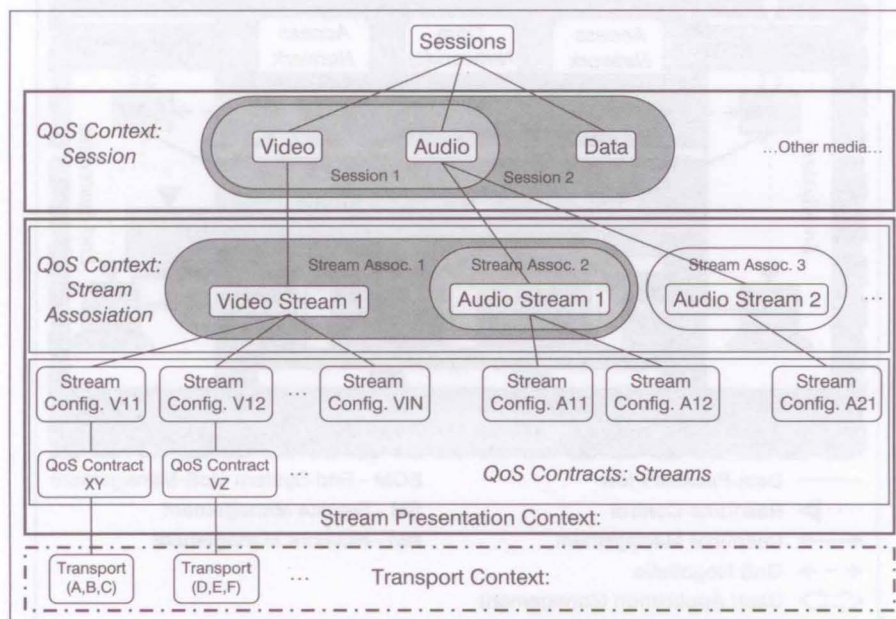 Sessions
QoS Context:
Session
Video
Audio
Data
...Other media...
Session 1
Session 2
QoS Context:
Stream
Assosiation
Stream Assoc. 1
Stream Assoc. 2
Stream Assoc. 3
Video Stream 1
Audio Stream 1
Audio Stream 2
...
Stream
Config. V11
Stream
Config. V12
...
Stream
Config. VIN
Stream
Config. A11
Stream
Config. A12
Stream
Config. A21
QoS Contract
XY
QoS Contract
VZ
...
QoS Contracts: Streams
Stream Presentation Context:
Transport
(A,B,C)
Transport
(D,E,F)
...
Transport Context: